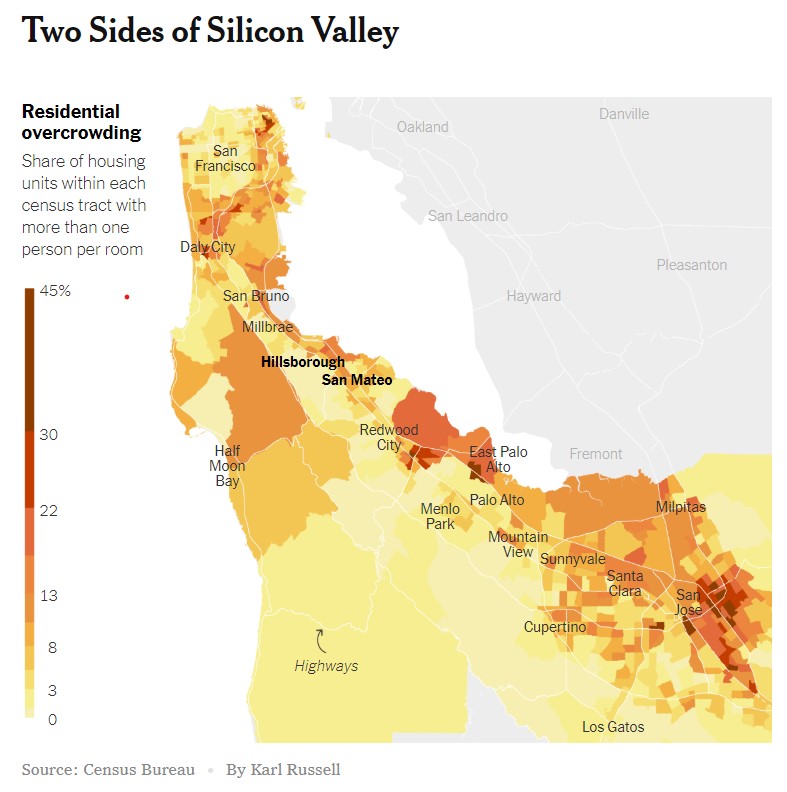 Two Sides of Silicon Valley
Residential
overcrowding
Share of housing
units within each
census tract with
more than one
person per room
45%
30
22
13
8
3
0
Oakland
Danville
San
Francisco
San Leandro
Daly City
Pleasanton
San Bruno
Hayward
Millbrae
Hillsborough
San Mateo
Redwood
City
Half
Moon
Bay
East Palo
Alto
Fremont
Palo Alto
Menlo
Park
Milpitas
Mountain
View
Sunnyvale
Santa
Clara
San
Jose
Cupertino
Highways
Los Gatos
Source: Census Bureau • By Karl Russell